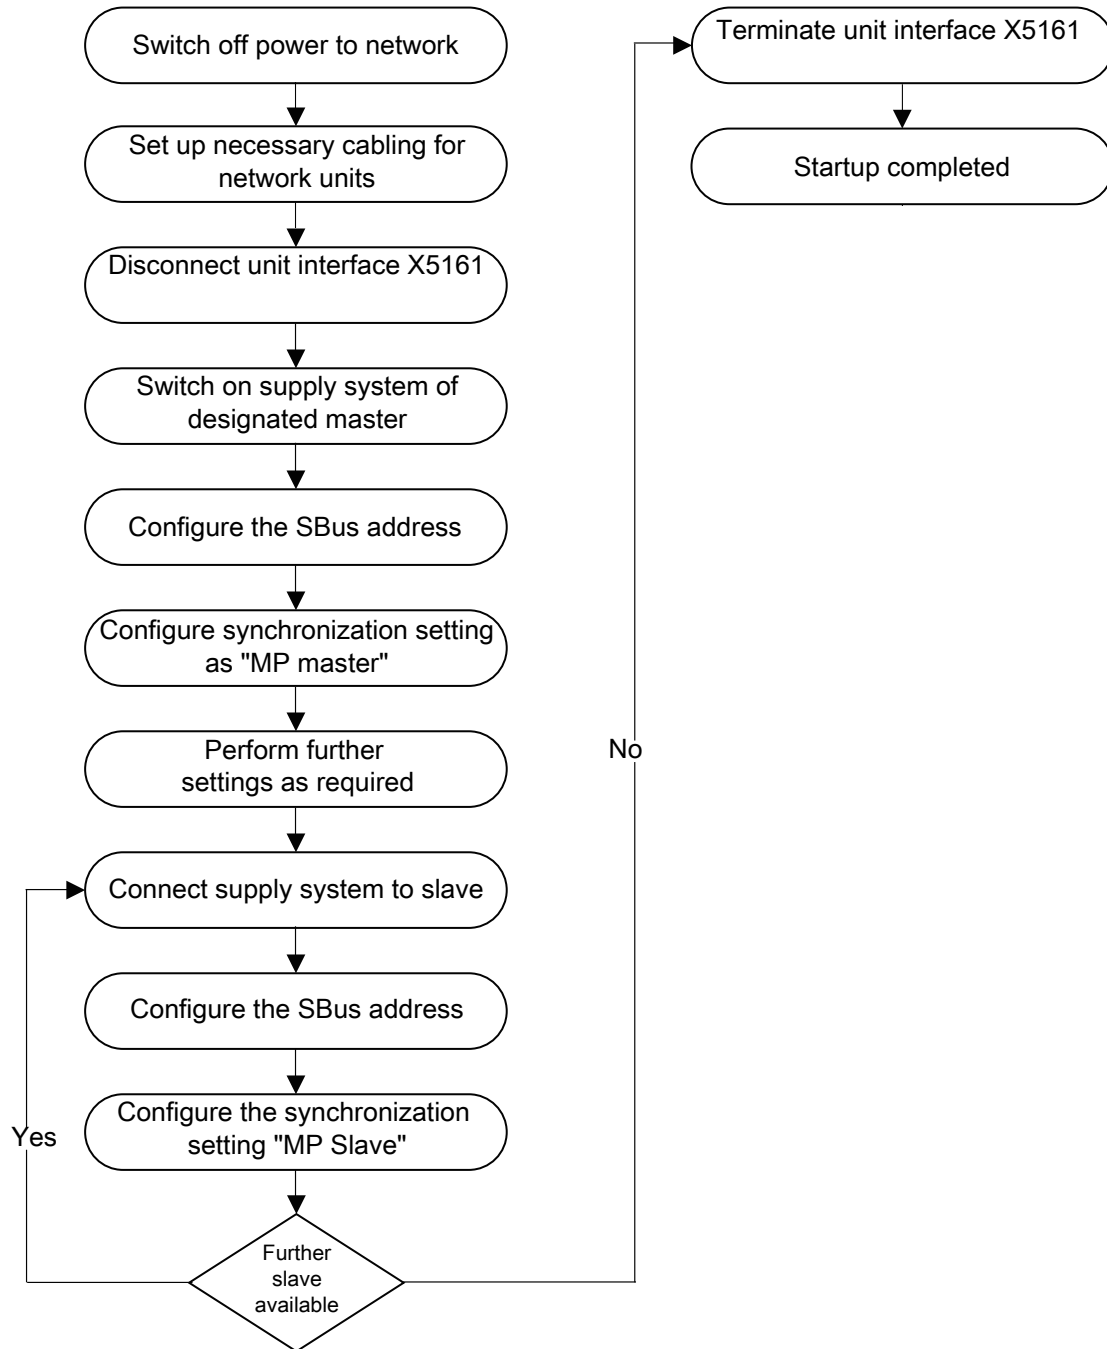 Switch off power to network
Set up necessary cabling for
network units
Disconnect unit interface X5161
Switch on supply system of
designated master
Configure the SBus address
Configure synchronization setting
as "MP master"
Perform further
settings as required
Connect supply system to slave
Configure the SBus address
Configure the synchronization
setting "MP Slave"
Yes
Further
slave
available
No
Terminate unit interface X5161
Startup completed